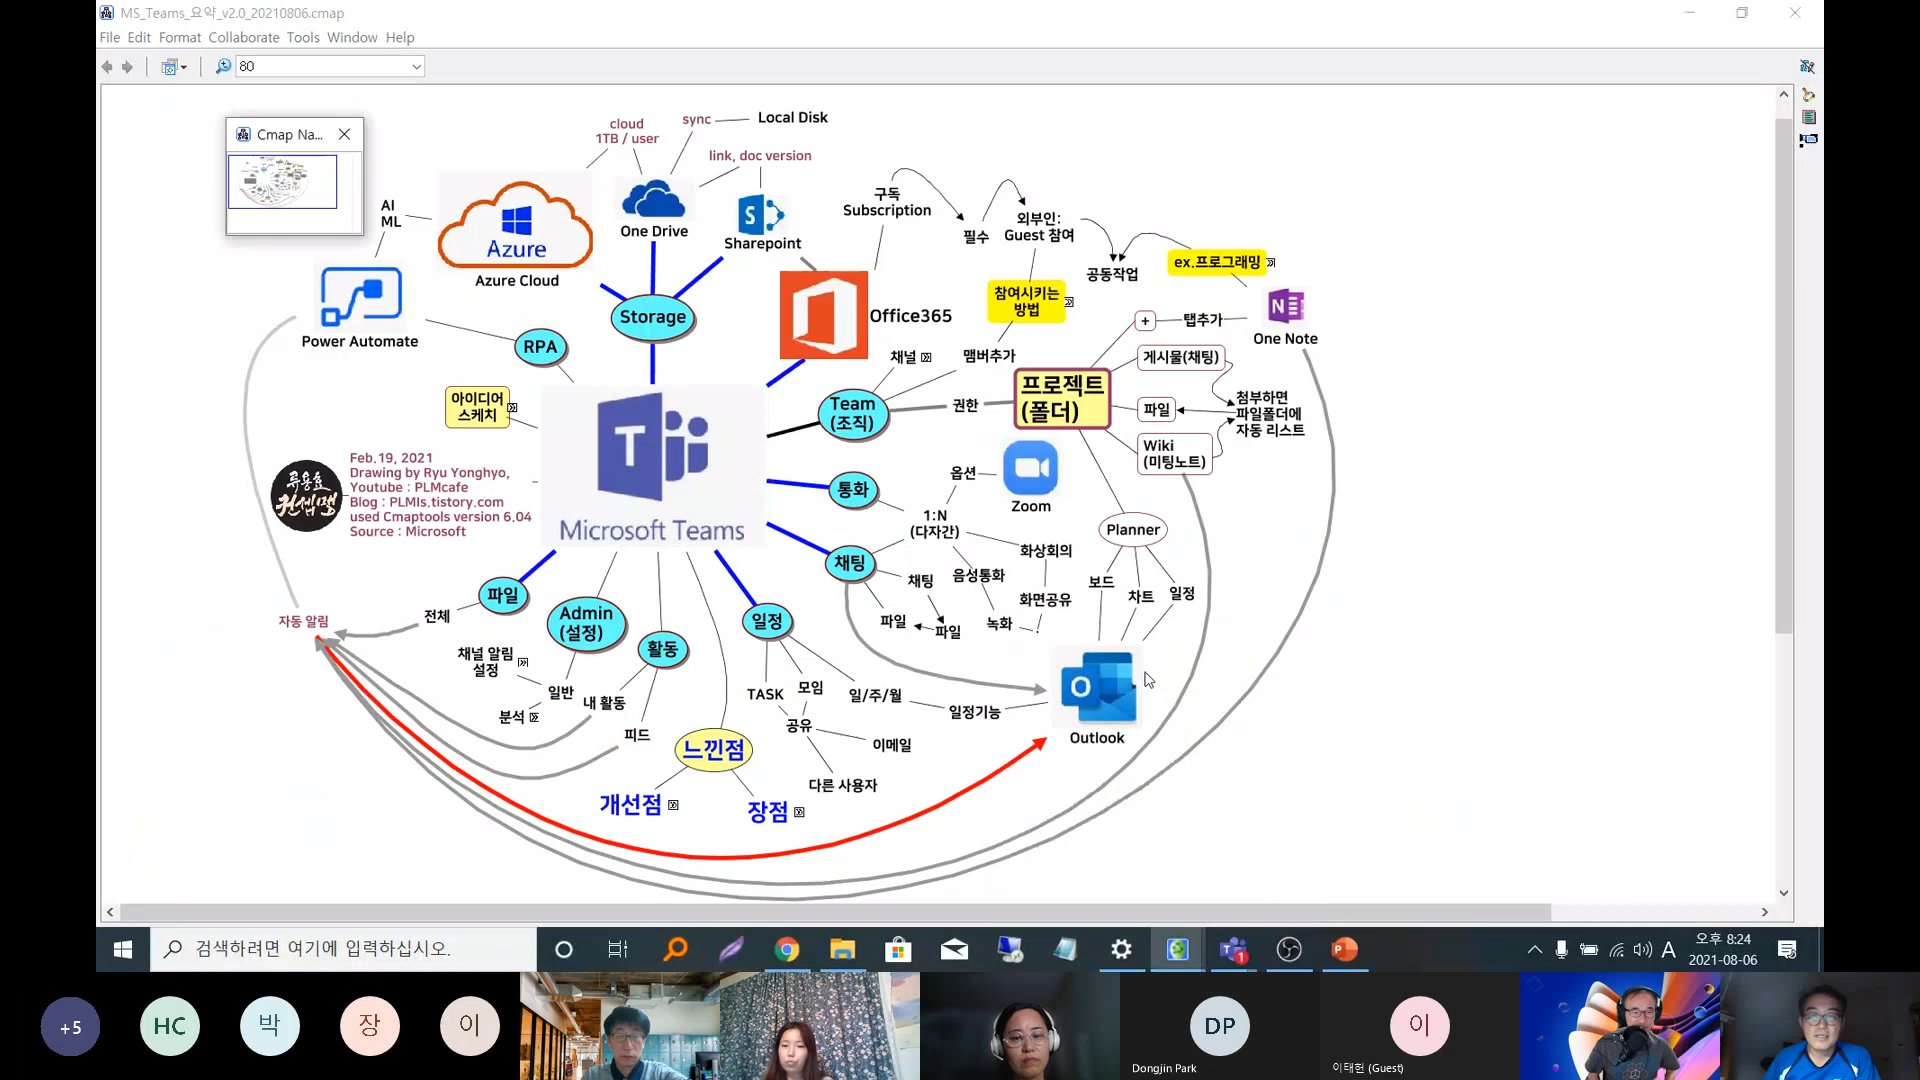 MS_Teams_요약_v2.0_20210806.cmap
File Edit Format Collaborate Tools Window Help
80
Cmap Na...
cloud
1TB / user
sync
Local Disk
link, doc version
AI
ML
Azure
Azure Cloud
One Drive
Sharepoint
구독
Subscription
필수
외부인:
Guest 참여
공동작업
ex.프로그래밍
Power Automate
RPA
Storage
Office365
참여시키는
방법
+
탭추가
One Note
채널
맴버추가
게시물(채팅)
아이디어
스케치
Team
(조직)
권한
프로젝트
(폴더)
파일
첨부하면
파일폴더에
자동 리스트
Wiki
(미팅노트)
류용효
컨셉맵
Feb.19, 2021
Drawing by Ryu Yonghyo,
Youtube : PLMcafe
Blog : PLMIs.tistory.com
used Cmaptools version 6.04
Source : Microsoft
Microsoft Teams
통화
옵션
Zoom
1:N
(다자간)
Planner
채팅
채팅
음성통화
화상회의
화면공유
보드
차트
일정
파일
파일
녹화
파일
전체
자동 알림
Admin
(설정)
활동
일정
채널 알림
설정
일반
분석
내 활동
피드
TASK
모임
일/주/월
일정기능
공유
이메일
다른 사용자
Outlook
느낀점
개선점
장점
검색하려면 여기에 입력하십시오.
1
A
오후 8:24
2021-08-06
+5
HC
박
장
이
DP
Dongjin Park
이
이태헌 (Guest)